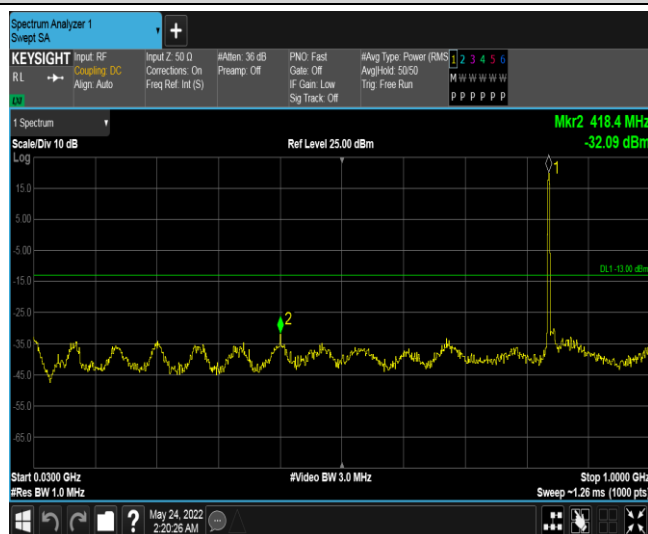 Spectrum Analyzer 1
Swept SA
KEYSIGHT
RL
Input: RF
Coupling: DC
Align: Auto
Input Z: 50 Ω
Corrections: On
Freq Ref: Int (S)
#Atten: 36 dB
Preamp: Off
PNO: Fast
Gate: Off
IF Gain: Low
Sig Track: Off
#Avg Type: Power (RMS
Avg|Hold: 50/50
Trig: Free Run
1 2 3 4 5 6
M W W W W W
P P P P P P
1 Spectrum
Scale/Div 10 dB
Ref Level 25.00 dBm
Mkr2 418.4 MHz
-32.09 dBm
Log
15.0
5.00
-5.00
-15.0
-25.0
-35.0
-45.0
-55.0
-65.0
1
DL1 -13.00 dBm
2
Start 0.0300 GHz
#Res BW 1.0 MHz
#Video BW 3.0 MHz
Stop 1.0000 GHz
Sweep ~1.26 ms (1000 pts)
?
May 24, 2022
2:20:26 AM